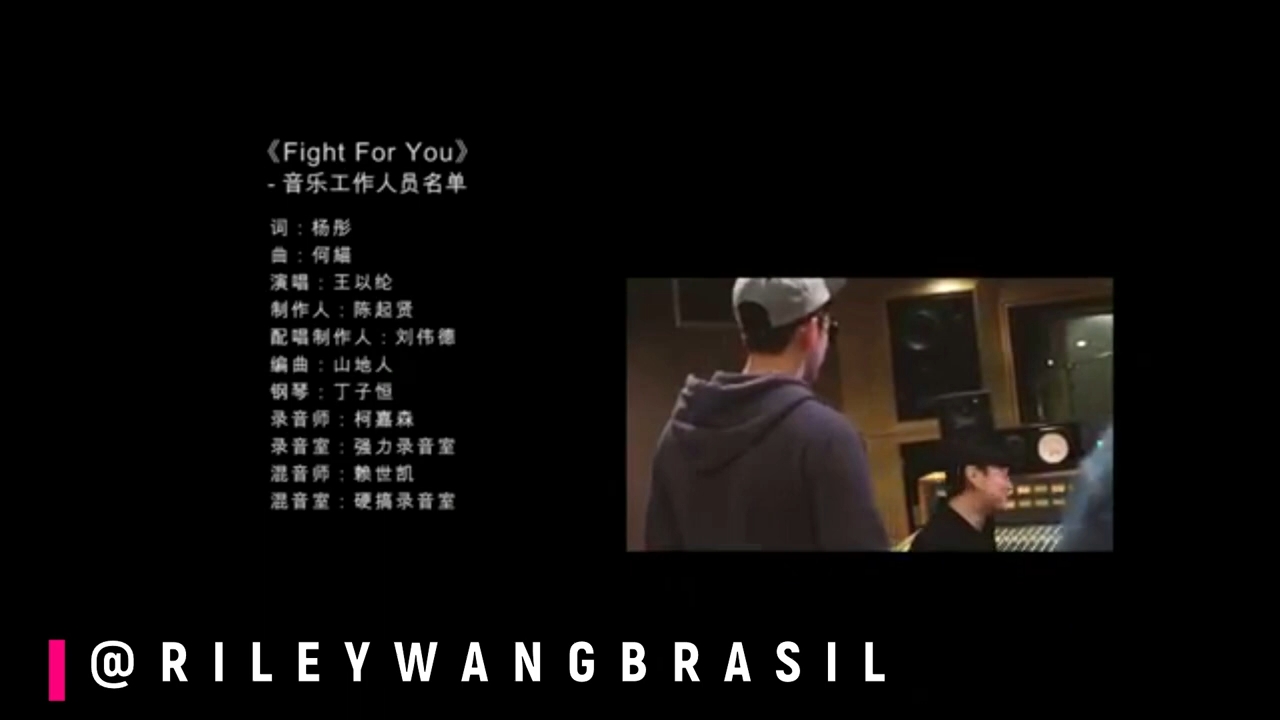 《Fight For You》
- 音乐工作人员名单
词：杨彤
曲：何緢
演唱：王以纶
制作人：陈起贤
配唱制作人：刘伟德
编曲：山地人
钢琴：丁子恒
录音师：柯嘉森
录音室：强力录音室
混音师：赖世凯
混音室：硬搞录音室
@RILEYWANGBRASIL